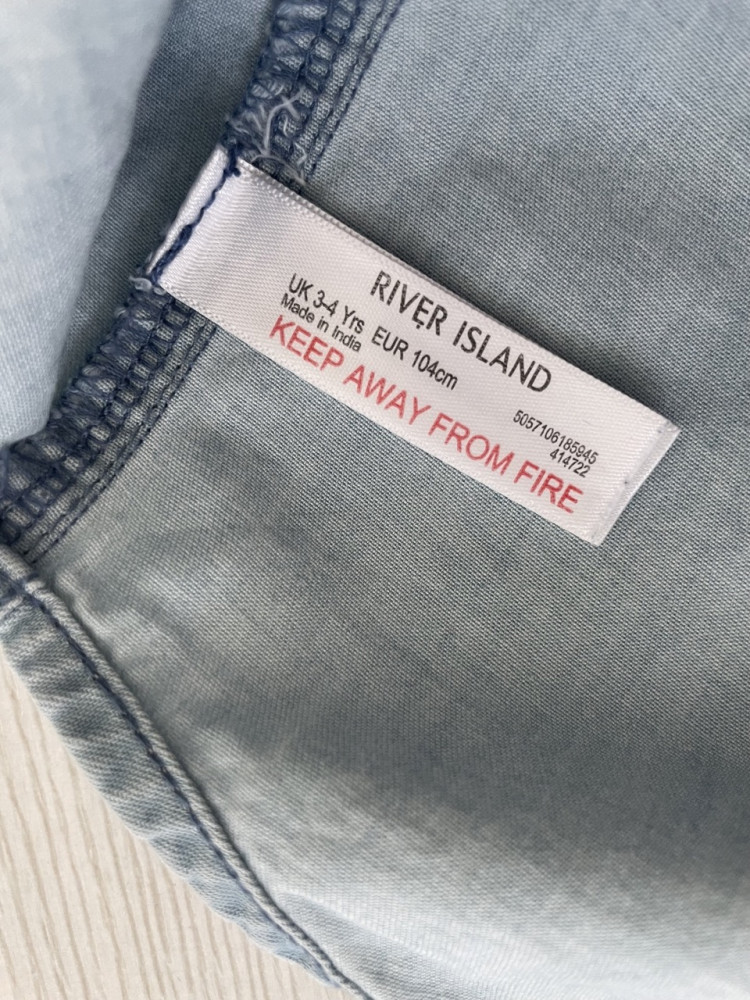 RIVER ISLAND
UK 3-4 Yrs EUR 104cm
Made in India
5057106185945
414722
KEEP AWAY FROM FIRE